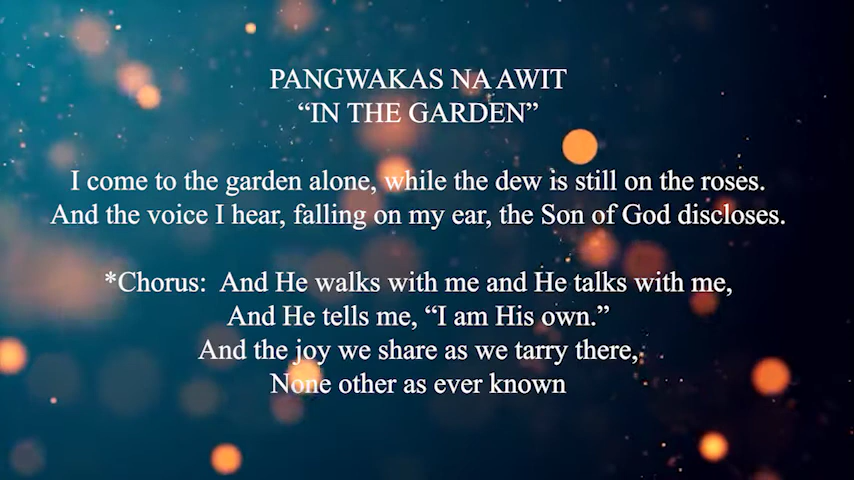 PANGWAKAS NA AWIT
“IN THE GARDEN”
I come to the garden alone, while the dew is still on the roses.
And the voice I hear, falling on my ear, the Son of God discloses.
*Chorus:  And He walks with me and He talks with me,
And He tells me, “I am His own.”
And the joy we share as we tarry there,
None other as ever known